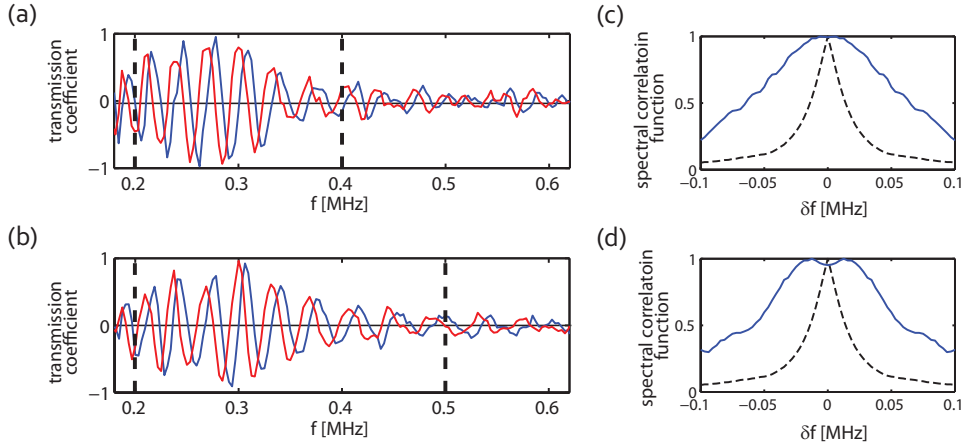 (a)
transmission
coefficient
1
0
−1
0.2 0.3 0.4 0.5 0.6
f [MHz]
(b)
transmission
coefficient
1
0
−1
0.2 0.3 0.4 0.5 0.6
f [MHz]
(c)
spectral correlatoin
function
1
0.5
0
−0.1 −0.05 0 0.05 0.1
δf [MHz]
(d)
spectral correlatoin
function
1
0.5
0
−0.1 −0.05 0 0.05 0.1
δf [MHz]